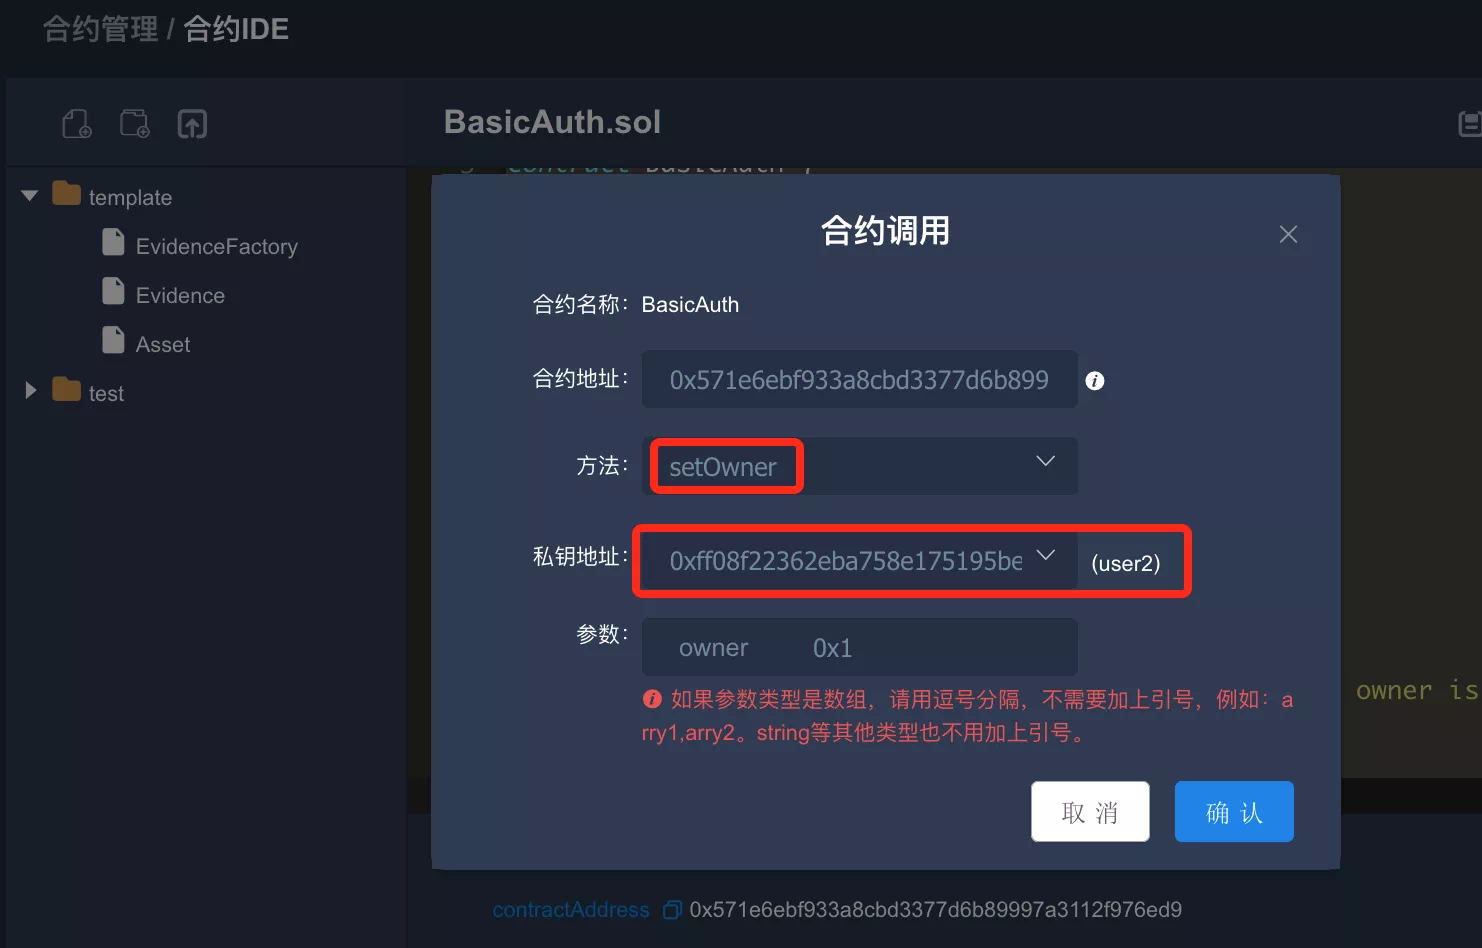 合约管理 / 合约IDE
BasicAuth.sol
template
EvidenceFactory
Evidence
Asset
test
合约调用
合约名称： BasicAuth
合约地址： 0x571e6ebf933a8cbd3377d6b899
方法： setOwner
私钥地址： 0xff08f22362eba758e175195be (user2)
参数： owner 0x1
如果参数类型是数组，请用逗号分隔，不需要加上引号，例如：a
rry1,arry2。string等其他类型也不用加上引号。
owner is
取消 确认
contractAddress 0x571e6ebf933a8cbd3377d6b89997a3112f976ed9